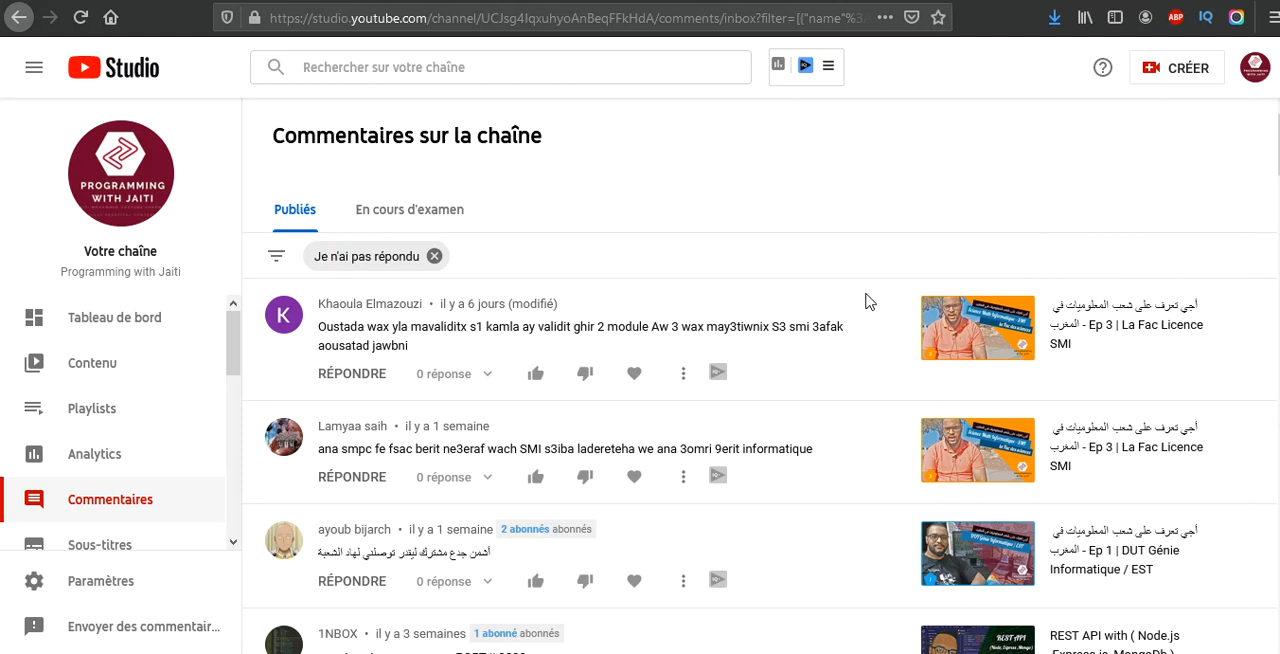 https://studio.youtube.com/channel/UCJsg4IqxuhyoAnBeqFFkHdA/comments/inbox?filter=[{"name"%3A
ABP
IQ
Studio
Rechercher sur votre chaîne
CRÉER
PROGRAMMING
WITH JAITI
Votre chaîne
Programming with Jaiti
Tableau de bord
Contenu
Playlists
Analytics
Commentaires
Sous-titres
Paramètres
Envoyer des commentair...
Commentaires sur la chaîne
Publiés
En cours d'examen
Je n'ai pas répondu
K
Khaoula Elmazouzi • il y a 6 jours (modifié)
Oustada wax yla mavaliditx s1 kamla ay validit ghir 2 module Aw 3 wax may3tiwnix S3 smi 3afak
aousatad jawbni
RÉPONDRE 0 réponse
أجي تعرف على شعب المعلوميات في
المغرب - Ep 3 | La Fac Licence
SMI
Lamyaa saih • il y a 1 semaine
ana smpc fe fsac berit ne3eraf wach SMI s3iba ladereteha we ana 3omri 9erit informatique
RÉPONDRE 0 réponse
أجي تعرف على شعب المعلوميات في
المغرب - Ep 3 | La Fac Licence
SMI
ayoub bijarch • il y a 1 semaine 2 abonnés abonnés
أشمن جدع مشترك ليقدر توصلني لهاد الشعبة
RÉPONDRE 0 réponse
أجي تعرف على شعب المعلوميات في
المغرب - Ep 1 | DUT Génie
Informatique / EST
1NBOX • il y a 3 semaines 1 abonné abonnés
REST API
REST API with ( Node.js
Express.js, MongoDb )